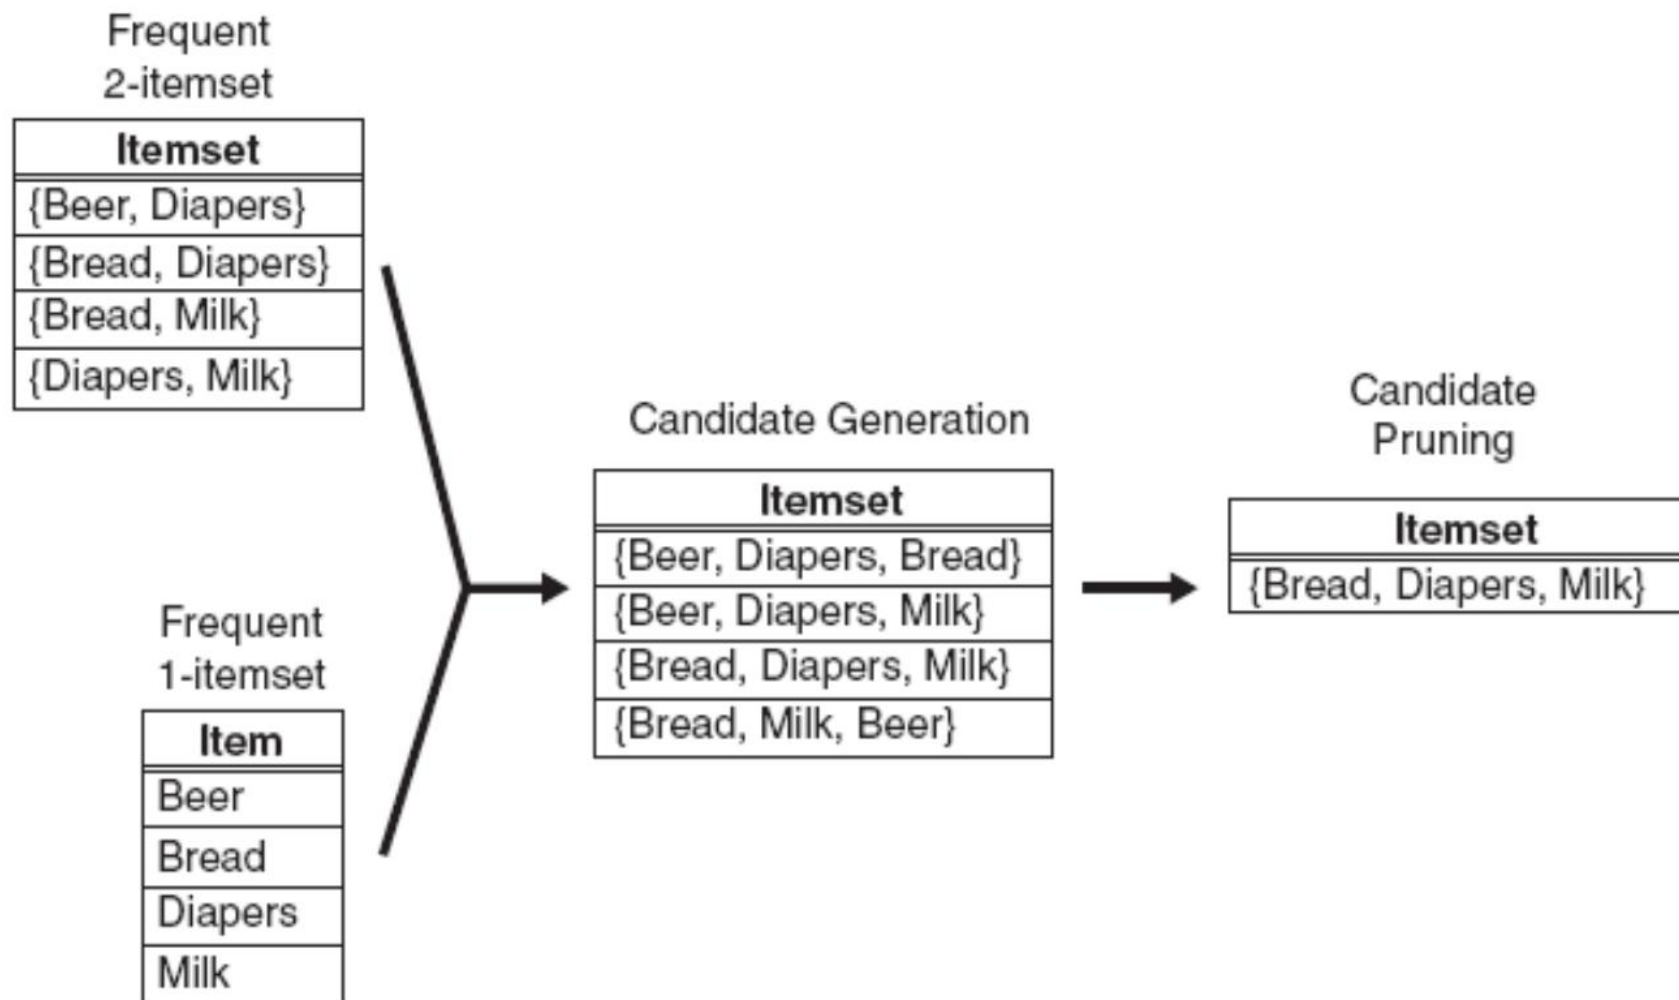 Frequent
2-itemset
Itemset
{Beer, Diapers}
{Bread, Diapers}
{Bread, Milk}
{Diapers, Milk}
Frequent
1-itemset
Item
Beer
Bread
Diapers
Milk
Candidate Generation
Itemset
{Beer, Diapers, Bread}
{Beer, Diapers, Milk}
{Bread, Diapers, Milk}
{Bread, Milk, Beer}
Candidate
Pruning
Itemset
{Bread, Diapers, Milk}